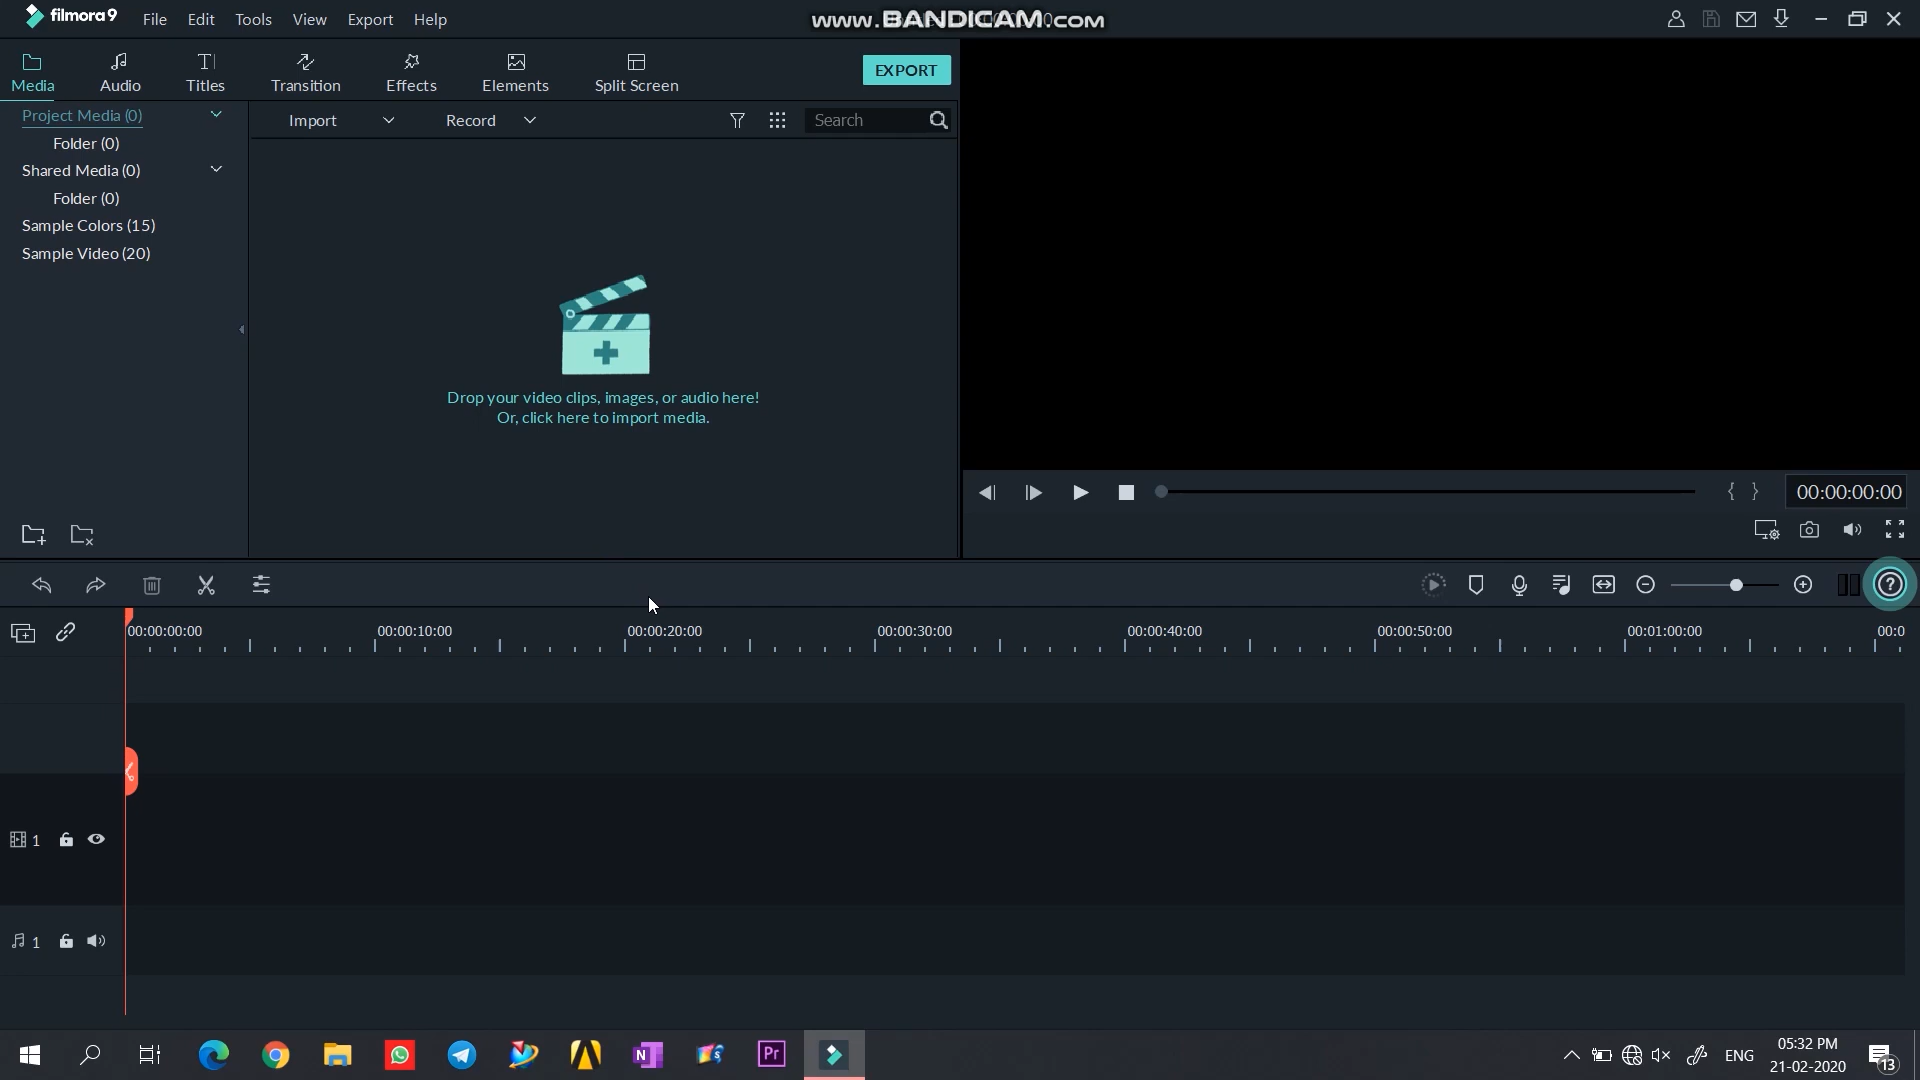 filmora9 File Edit Tools View Export Help
www.BANDICAM.com
Media Audio Titles Transition Effects Elements Split Screen EXPORT
Project Media (0)
Folder (0)
Shared Media (0)
Folder (0)
Sample Colors (15)
Sample Video (20)
Import Record Search
Drop your video clips, images, or audio here!
Or, click here to import media.
{ } 00:00:00:00
00:00:00:00 00:00:10:00 00:00:20:00 00:00:30:00 00:00:40:00 00:00:50:00 00:01:00:00 00:0
1
1
N S Pr
ENG
05:32 PM
21-02-2020
13